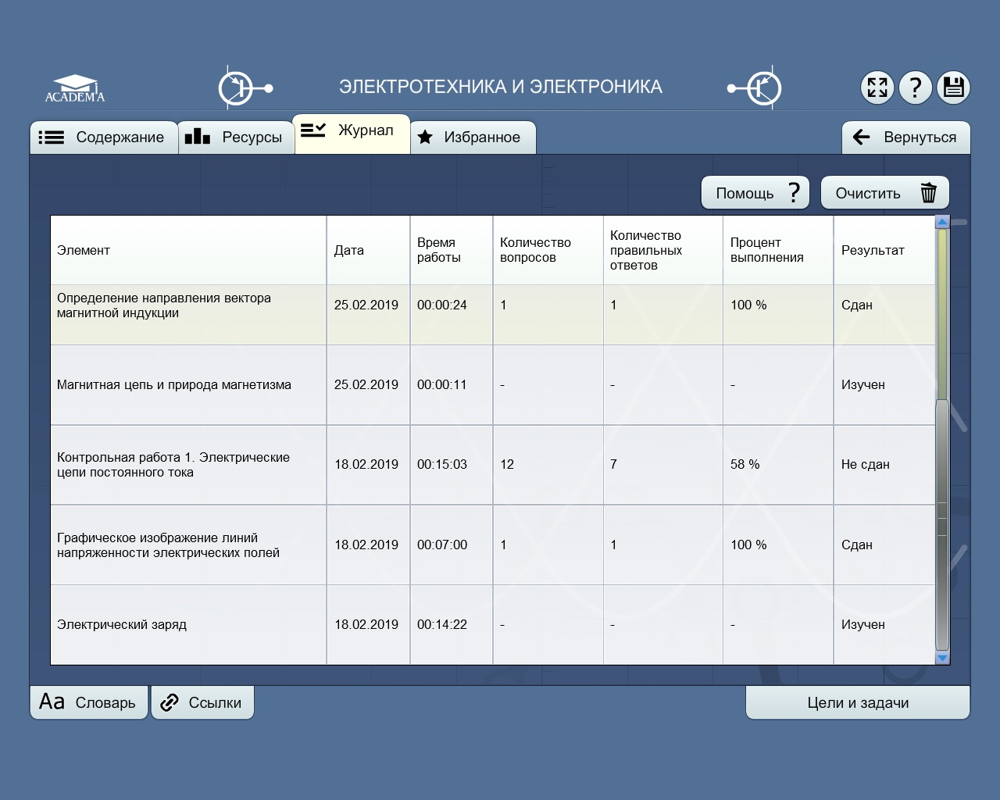 ACADEMA
ЭЛЕКТРОТЕХНИКА И ЭЛЕКТРОНИКА
?
Содержание
Ресурсы
Журнал
Избранное
Вернуться
Помощь ?
Очистить
Элемент
Дата
Время
работы
Количество
вопросов
Количество
правильных
ответов
Процент
выполнения
Результат
Определение направления вектора
магнитной индукции
25.02.2019
00:00:24
1
1
100 %
Сдан
Магнитная цепь и природа магнетизма
25.02.2019
00:00:11
-
-
-
Изучен
Контрольная работа 1. Электрические
цепи постоянного тока
18.02.2019
00:15:03
12
7
58 %
Не сдан
Графическое изображение линий
напряженности электрических полей
18.02.2019
00:07:00
1
1
100 %
Сдан
Электрический заряд
18.02.2019
00:14:22
-
-
-
Изучен
Aa Словарь
Ссылки
Цели и задачи